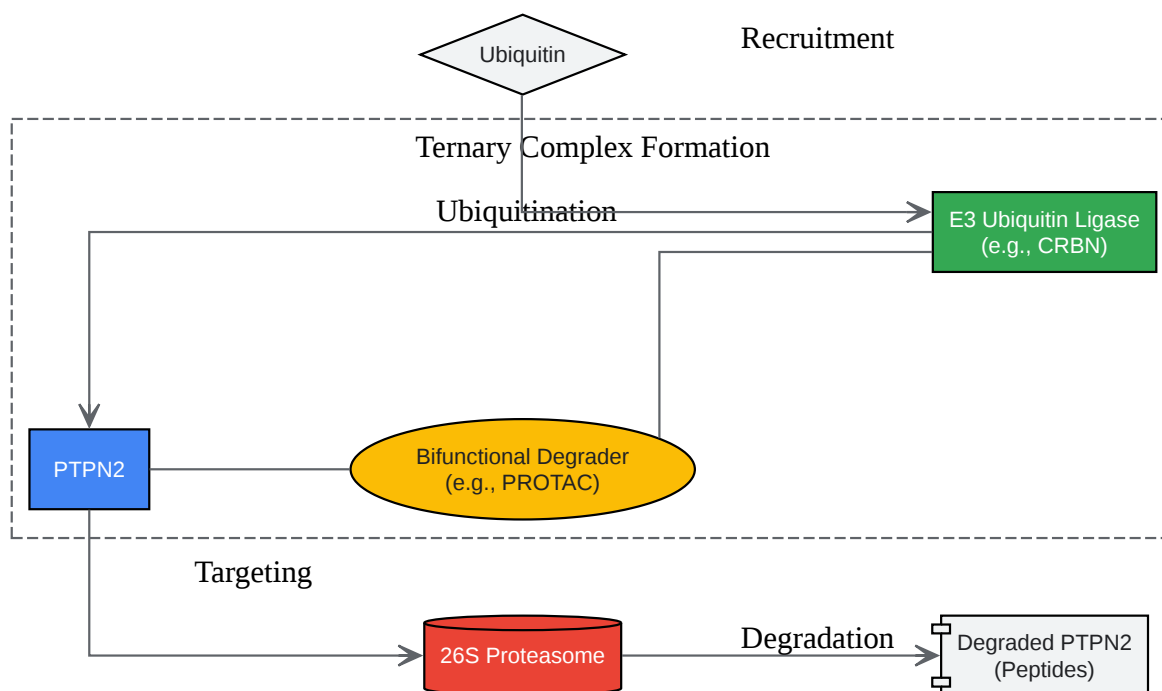 Recruitment
Ubiquitin
Ternary Complex Formation
Ubiquitination
E3 Ubiquitin Ligase
(e.g., CRBN)
PTPN2
Bifunctional Degrader
(e.g., PROTAC)
Targeting
26S Proteasome
Degradation
Degraded PTPN2
(Peptides)